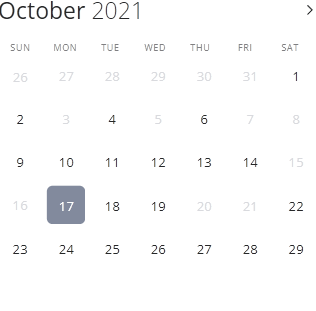 October 2021 >
SUN MON TUE WED THU FRI SAT
26 27 28 29 30 31 1
2 3 4 5 6 7 8
9 10 11 12 13 14 15
16 17 18 19 20 21 22
23 24 25 26 27 28 29